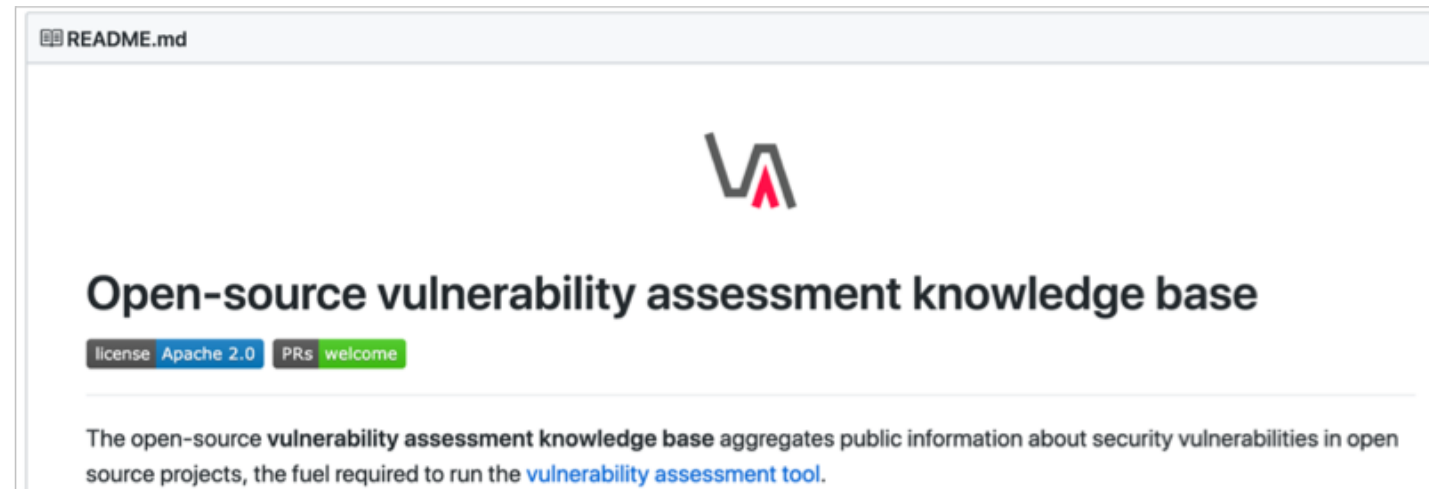 README.md
Open-source vulnerability assessment knowledge base
license Apache 2.0 PRs welcome
The open-source vulnerability assessment knowledge base aggregates public information about security vulnerabilities in open
source projects, the fuel required to run the vulnerability assessment tool.